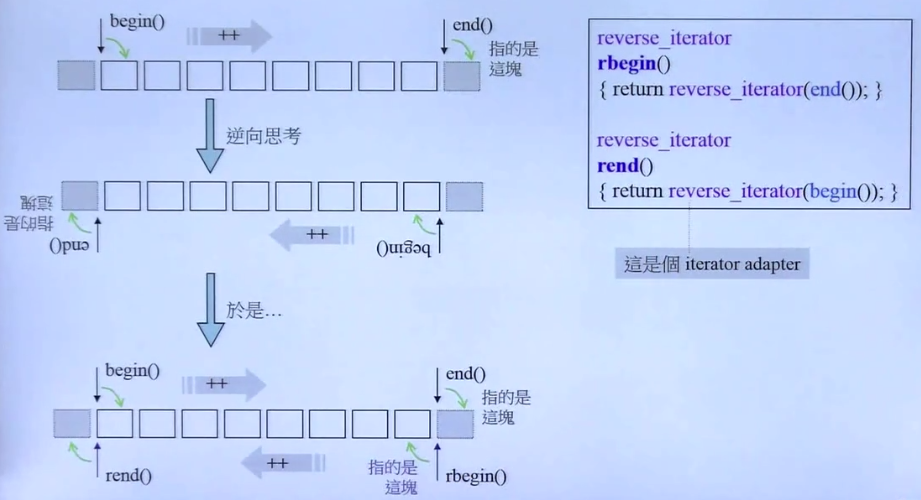 begin()
++
end()
指的是
這塊
逆向思考
指的是
這塊
end()
++
begin()
於是...
begin()
++
end()
指的是
這塊
rend()
++
指的是
這塊
rbegin()
reverse_iterator
rbegin()
{ return reverse_iterator(end()); }
reverse_iterator
rend()
{ return reverse_iterator(begin()); }
這是個 iterator adapter